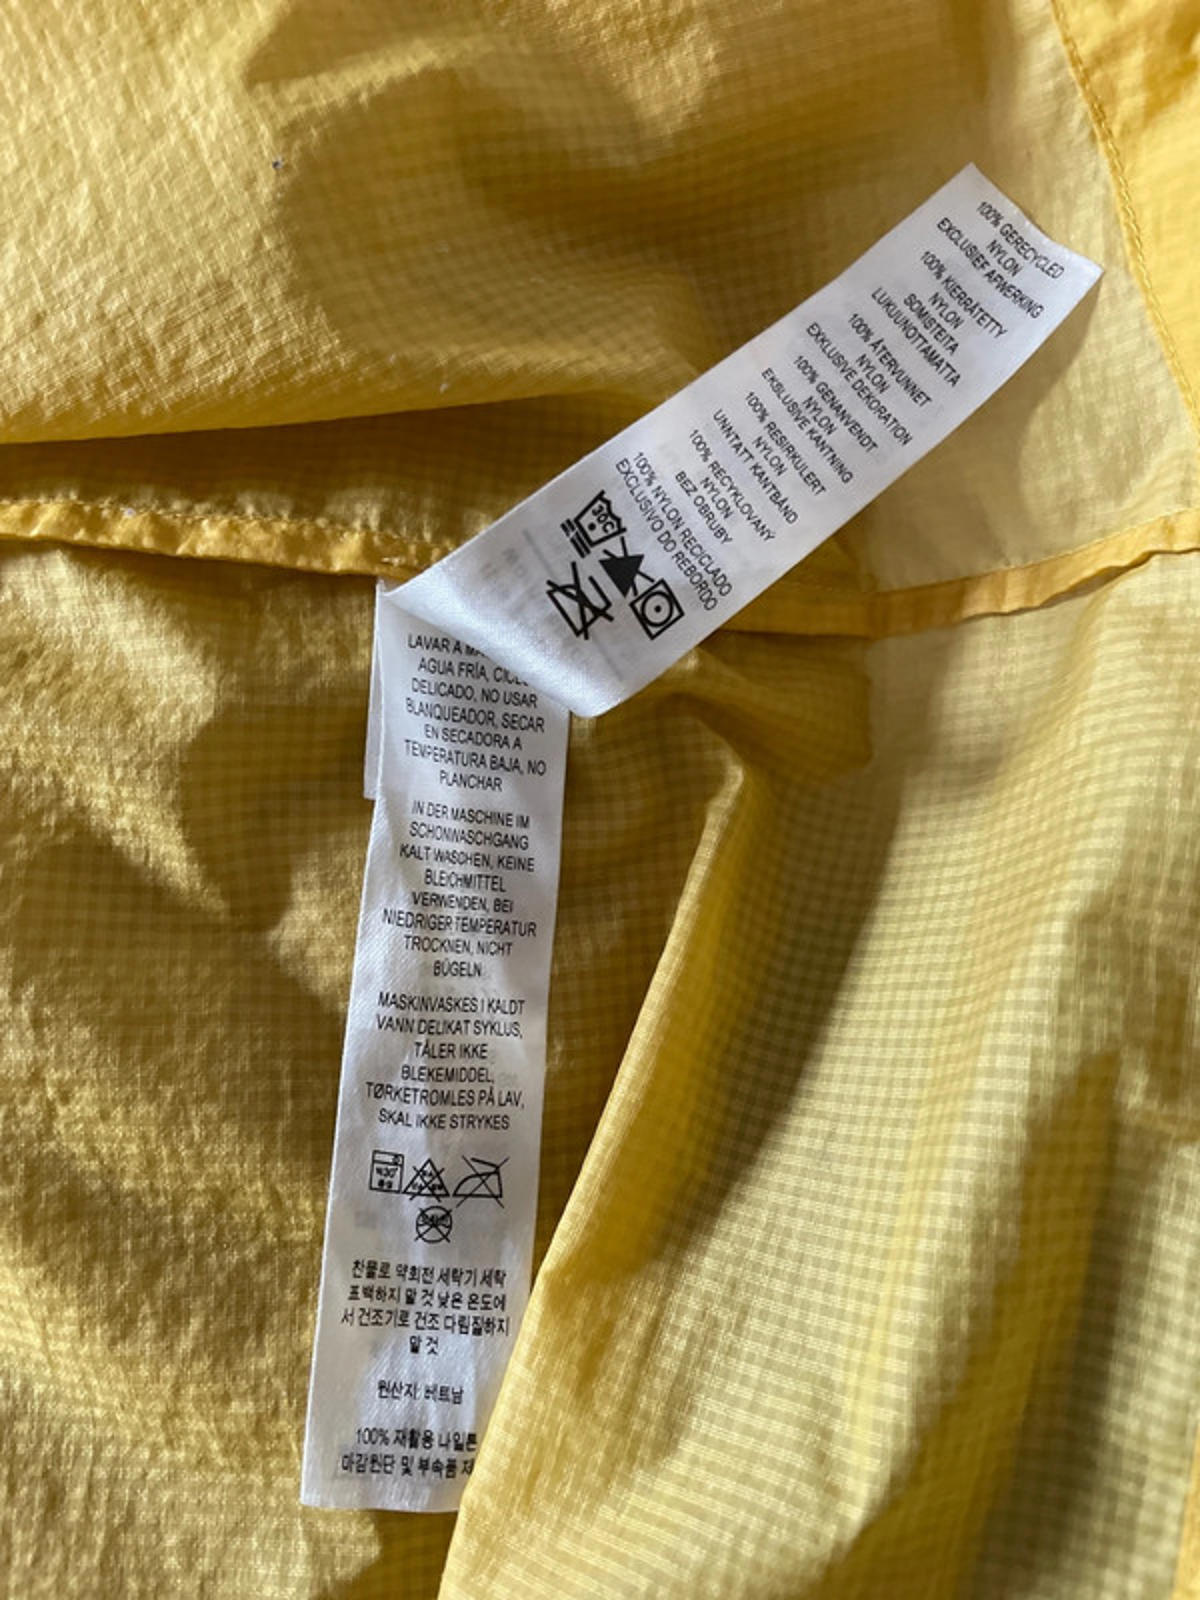 100% GERECYCLED
NYLON
EXCLUSIEF AFWERKING
100% KIERRÄTETTY
NYLON
SOMISTEITA
LUKUUNOTTAMATTA
100% ÅTERVUNNET
NYLON
EXKLUSIVE DEKORATION
100% GENANVENDT
NYLON
EKSLUSIVE KANTNING
100% RESIRKULERT
NYLON
UNNTATT KANTBÅND
100% RECYKLOVANÝ
NYLON
BEZ OBRUBY
100% NYLON RECICLADO
EXCLUSIVO DO REBORDO
30C
LAVAR A
AGUA FRÍA,
DELICADO, NO USAR
BLANQUEADOR, SECAR
EN SECADORA A
TEMPERATURA BAJA, NO
PLANCHAR
IN DER MASCHINE IM
SCHONWASCHGANG
KALT WASCHEN, KEINE
BLEICHMITTEL
VERWENDEN, BEI
NIEDRIGER TEMPERATUR
TROCKNEN, NICHT
BÜGELN
MASKINVASKES I KALDT
VANN DELIKAT SYKLUS,
TÅLER IKKE
BLEKEMIDDEL,
TØRKETROMLES PÅ LAV,
SKAL IKKE STRYKES
찬물로 약회전 세탁기 세탁
표백하지 말 것 낮은 온도에
서 건조기로 건조 다림질하지
말 것
원산지: 베트남
100% 재활용 나일론
마감원단 및 부속품 제